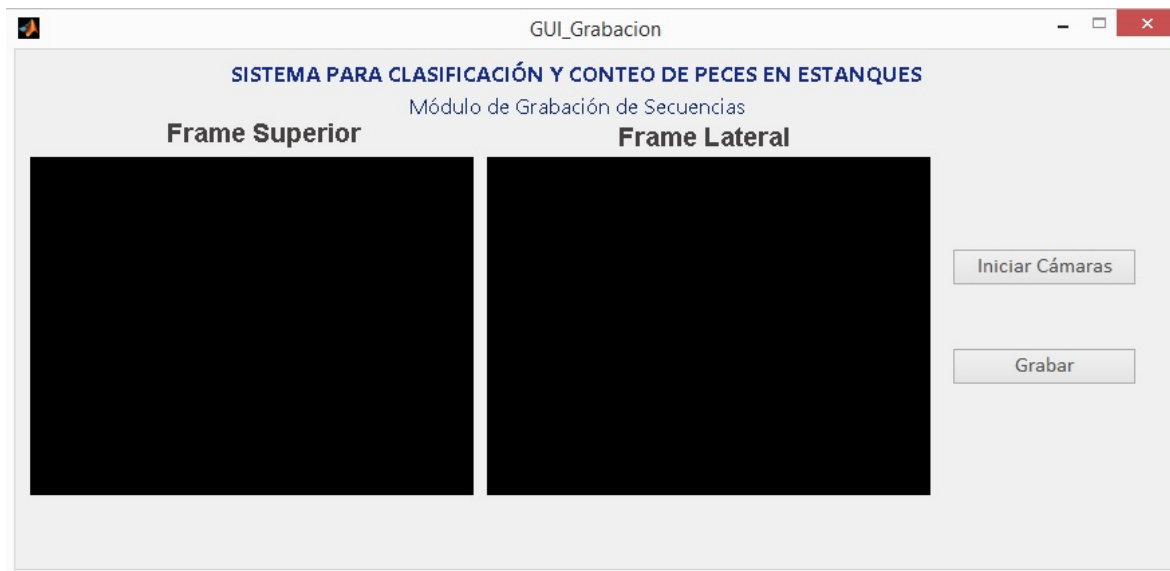 GUI_Grabacion
SISTEMA PARA CLASIFICACIÓN Y CONTEO DE PECES EN ESTANQUES
Módulo de Grabación de Secuencias
Frame Superior
Frame Lateral
Iniciar Cámaras
Grabar